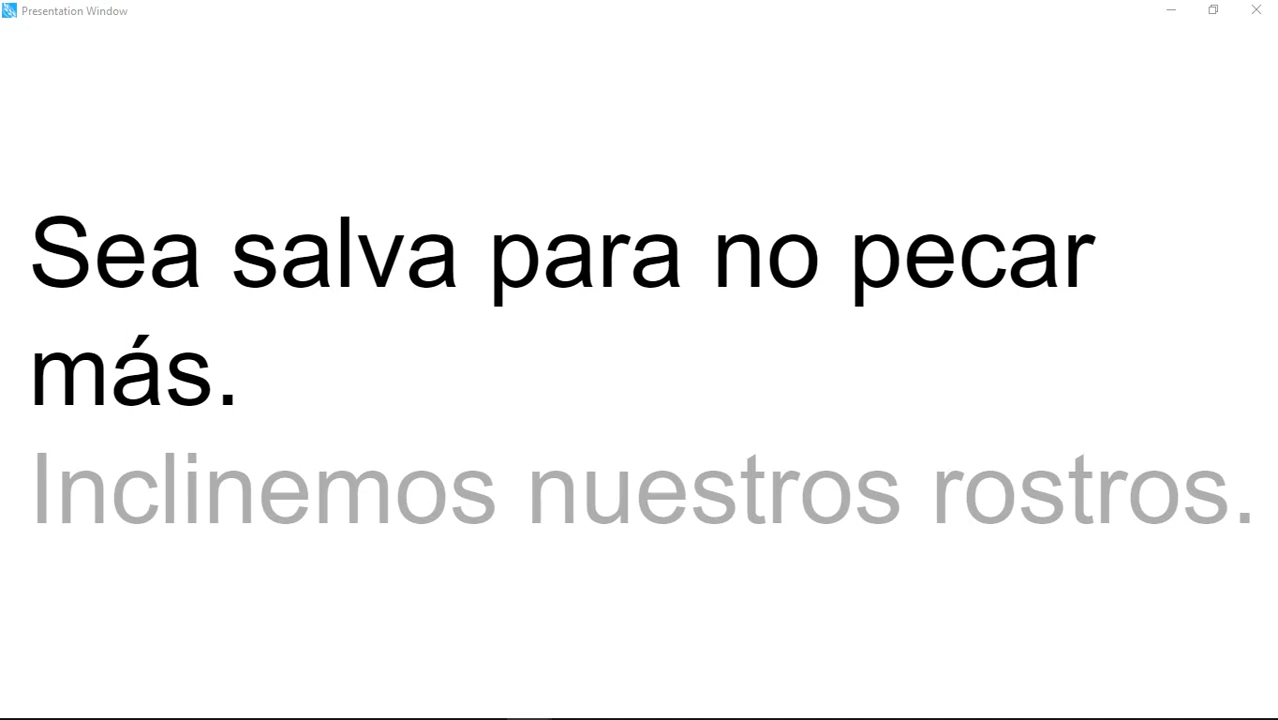 Presentation Window
Sea salva para no pecar
más.
Inclinemos nuestros rostros.